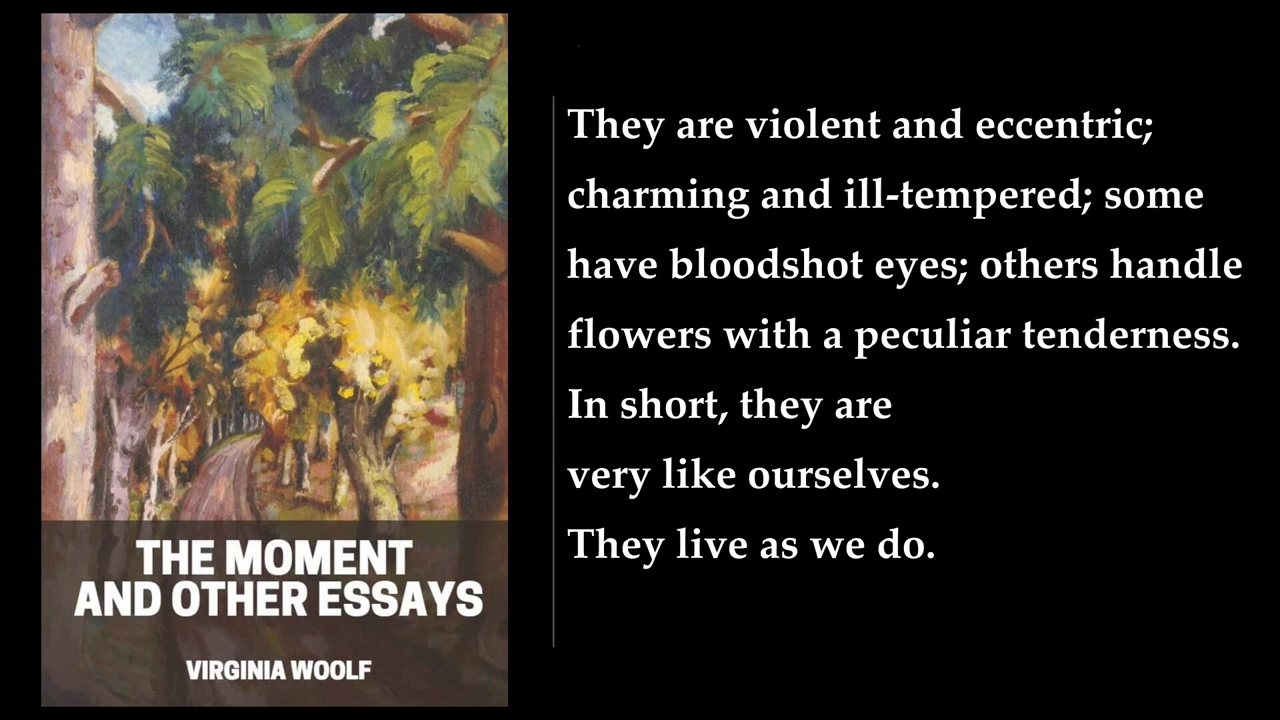 They are violent and eccentric;
charming and ill-tempered; some
have bloodshot eyes; others handle
flowers with a peculiar tenderness.
In short, they are
very like ourselves.
They live as we do.
THE MOMENT
AND OTHER ESSAYS
VIRGINIA WOOLF